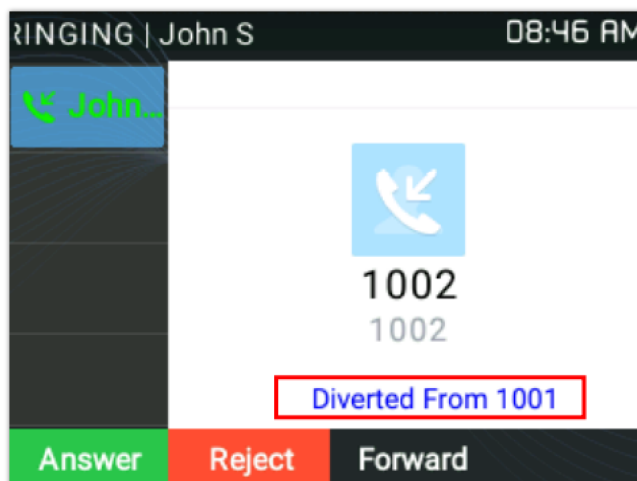 RINGING | John S
08:46 AM
John...
1002
1002
Diverted From 1001
Answer
Reject
Forward